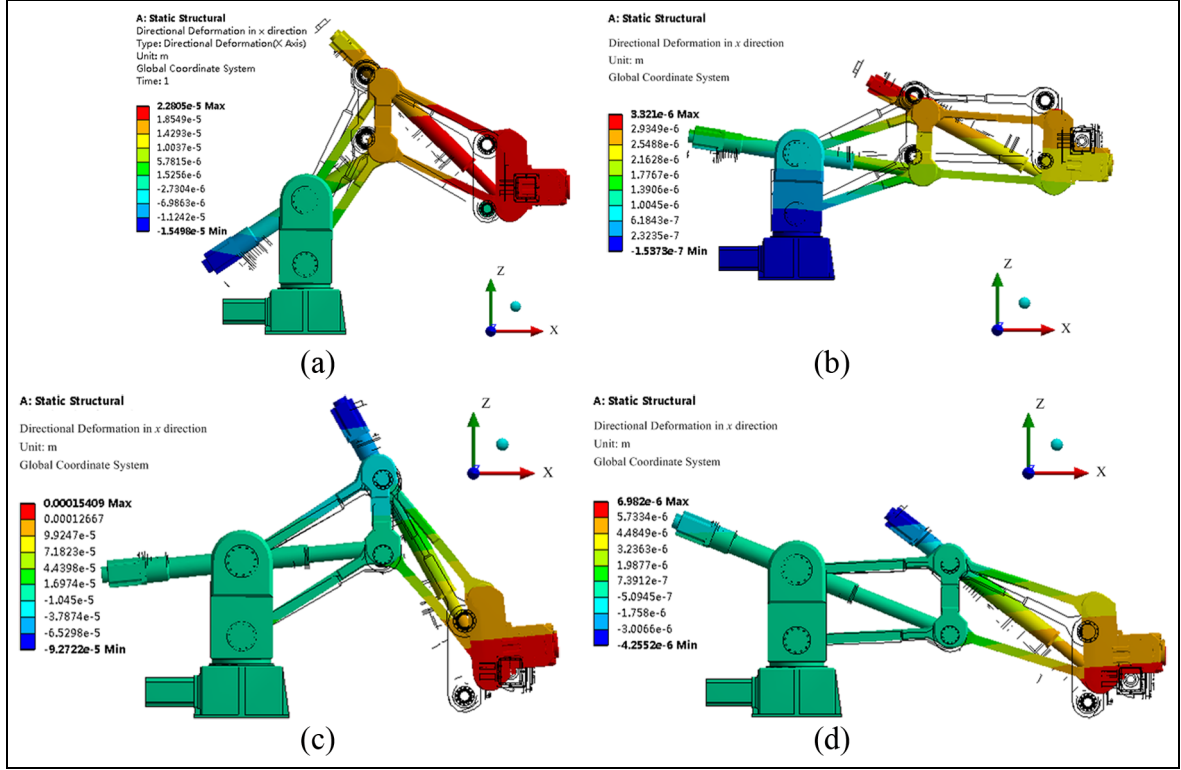 A: Static Structural
Directional Deformation in x direction
Type: Directional Deformation(X Axis)
Unit: m
Global Coordinate System
Time: 1
2.2805e-5 Max
1.8549e-5
1.4293e-5
1.0037e-5
5.7815e-6
1.5256e-6
-2.7304e-6
-6.9863e-6
-1.1242e-5
-1.5498e-5 Min
Z
X
(a)
A: Static Structural
Directional Deformation in x direction
Unit: m
Global Coordinate System
3.321e-6 Max
2.9349e-6
2.5488e-6
2.1628e-6
1.7767e-6
1.3906e-6
1.0045e-6
6.1843e-7
2.3235e-7
-1.5373e-7 Min
Z
X
(b)
A: Static Structural
Directional Deformation in x direction
Unit: m
Global Coordinate System
0.00015409 Max
0.00012667
9.9247e-5
7.1823e-5
4.4398e-5
1.6974e-5
-1.045e-5
-3.7874e-5
-6.5298e-5
-9.2722e-5 Min
Z
X
(c)
A: Static Structural
Directional Deformation in x direction
Unit: m
Global Coordinate System
6.982e-6 Max
5.7334e-6
4.4849e-6
3.2363e-6
1.9877e-6
7.3912e-7
-5.0945e-7
-1.758e-6
-3.0066e-6
-4.2552e-6 Min
Z
X
(d)